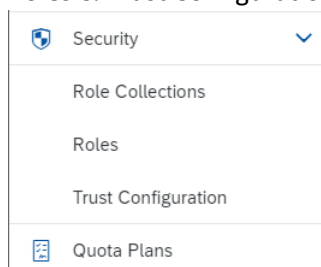 Security
Role Collections
Roles
Trust Configuration
Quota Plans